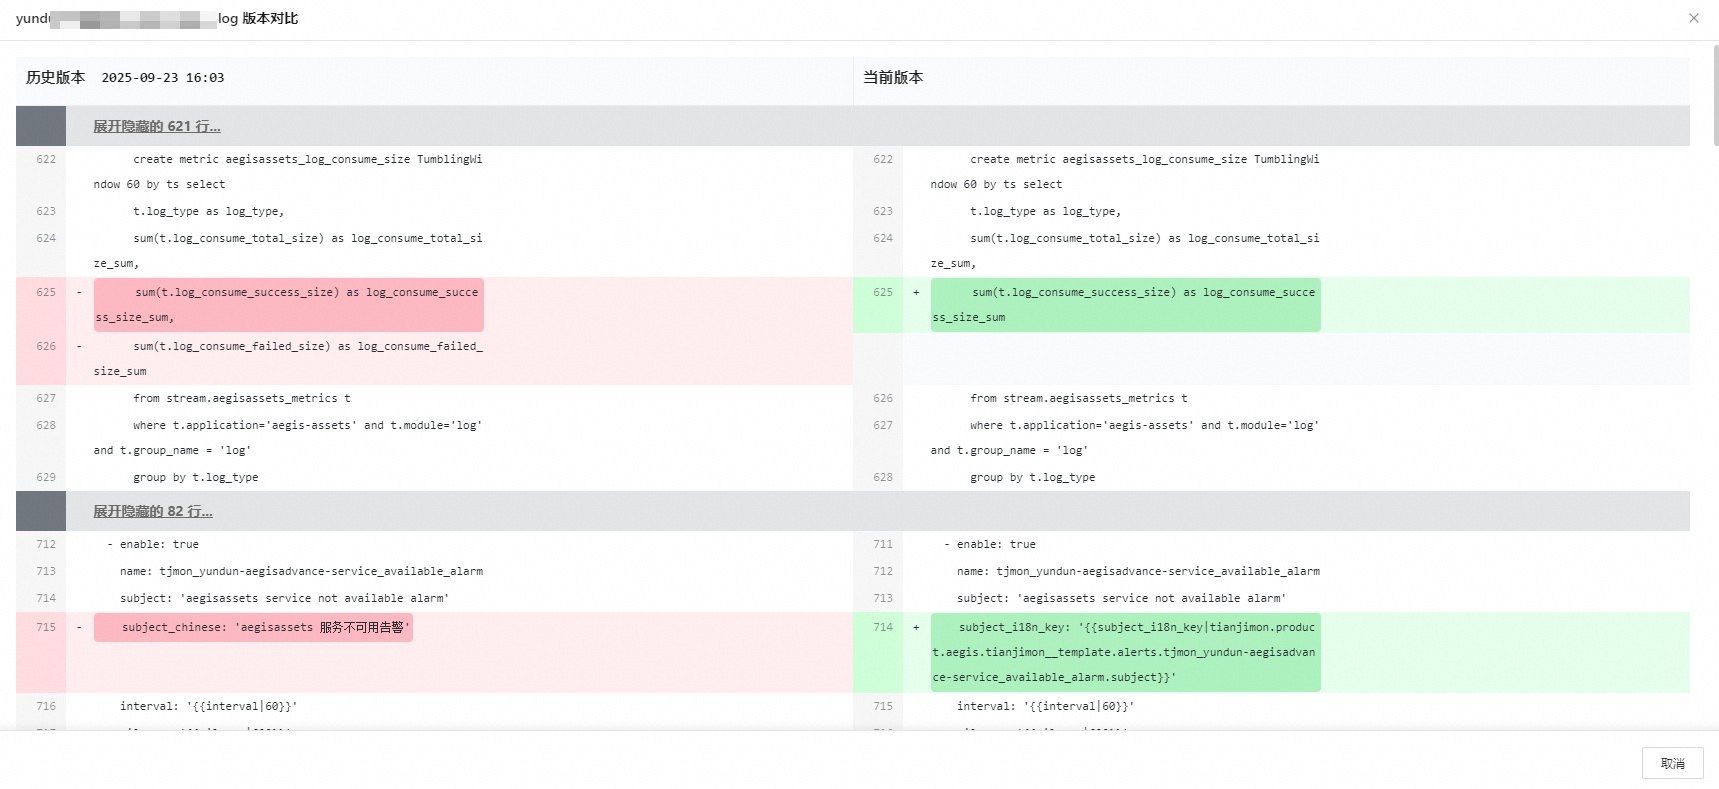 yundu log 版本对比
历史版本 2025-09-23 16:03
当前版本
展开隐藏的 621 行...
622 create metric aegisassets_log_consume_size TumblingWi
ndow 60 by ts select
622 create metric aegisassets_log_consume_size TumblingWi
ndow 60 by ts select
623 t.log_type as log_type,
623 t.log_type as log_type,
624 sum(t.log_consume_total_size) as log_consume_total_si
ze_sum,
624 sum(t.log_consume_total_size) as log_consume_total_si
ze_sum,
625 - sum(t.log_consume_success_size) as log_consume_succe
ss_size_sum,
625 + sum(t.log_consume_success_size) as log_consume_succe
ss_size_sum
626 - sum(t.log_consume_failed_size) as log_consume_failed_
size_sum
627 from stream.aegisassets_metrics t
626 from stream.aegisassets_metrics t
628 where t.application='aegis-assets' and t.module='log'
and t.group_name = 'log'
627 where t.application='aegis-assets' and t.module='log'
and t.group_name = 'log'
629 group by t.log_type
628 group by t.log_type
展开隐藏的 82 行...
712 - enable: true
711 - enable: true
713 name: tjmon_yundun-aegisadvance-service_available_alarm
712 name: tjmon_yundun-aegisadvance-service_available_alarm
714 subject: 'aegisassets service not available alarm'
713 subject: 'aegisassets service not available alarm'
715 - subject_chinese: 'aegisassets 服务不可用告警'
714 + subject_i18n_key: '{{subject_i18n_key|tianjimon.produc
t.aegis.tianjimon__template.alerts.tjmon_yundun-aegisadvan
ce-service_available_alarm.subject}}'
716 interval: '{{interval|60}}'
715 interval: '{{interval|60}}'
取消